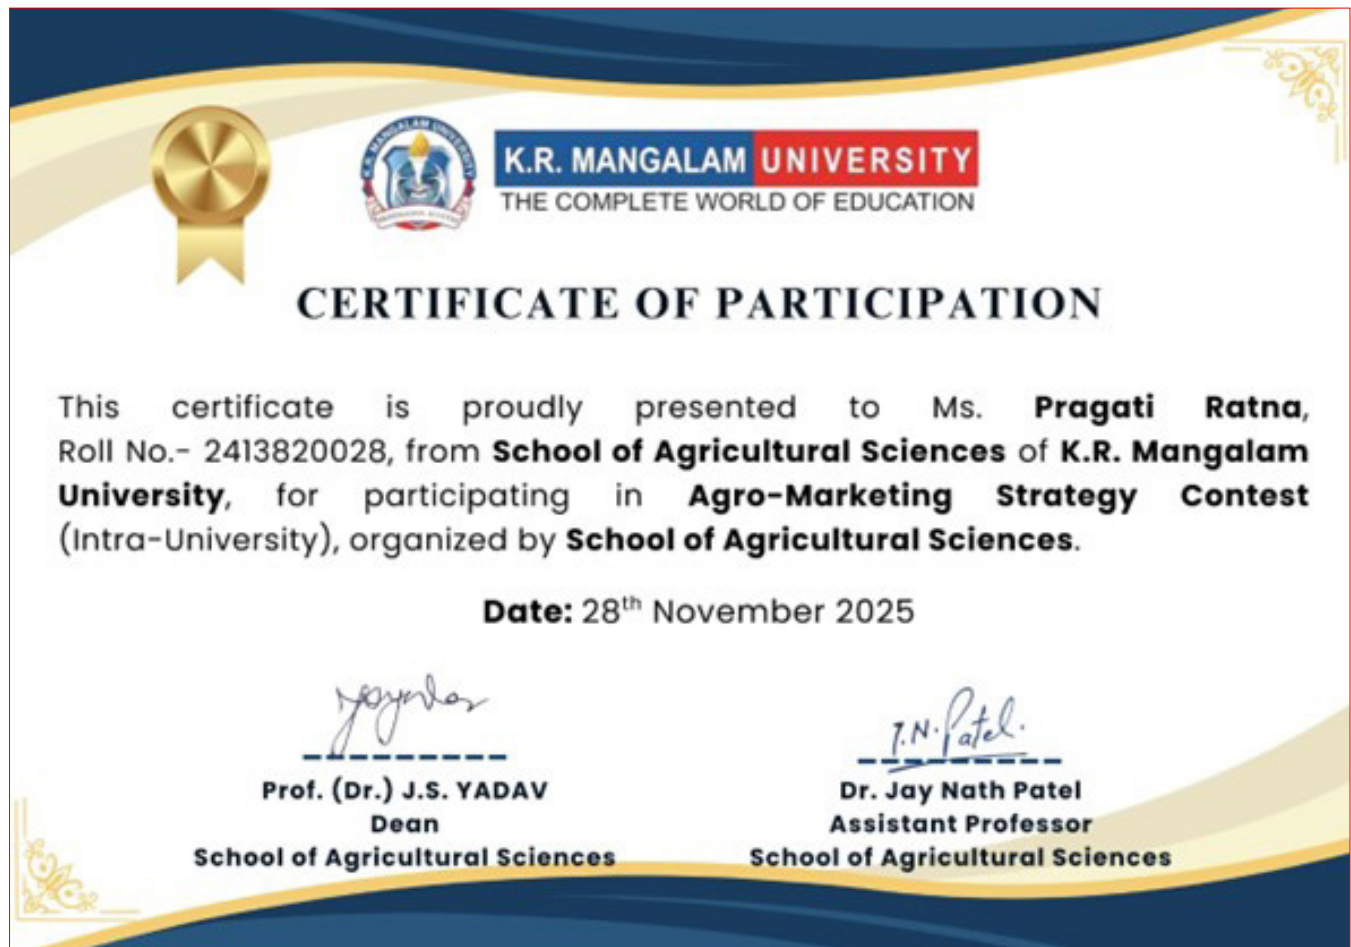 K.R. MANGALAM UNIVERSITY
K.R. MANGALAM UNIVERSITY
THE COMPLETE WORLD OF EDUCATION
CERTIFICATE OF PARTICIPATION
This certificate is proudly presented to Ms. Pragati Ratna,
Roll No.- 2413820028, from School of Agricultural Sciences of K.R. Mangalam
University, for participating in Agro-Marketing Strategy Contest
(Intra-University), organized by School of Agricultural Sciences.
Date: 28th November 2025
J.N. Patel.
Prof. (Dr.) J.S. YADAV
Dean
School of Agricultural Sciences
Dr. Jay Nath Patel
Assistant Professor
School of Agricultural Sciences